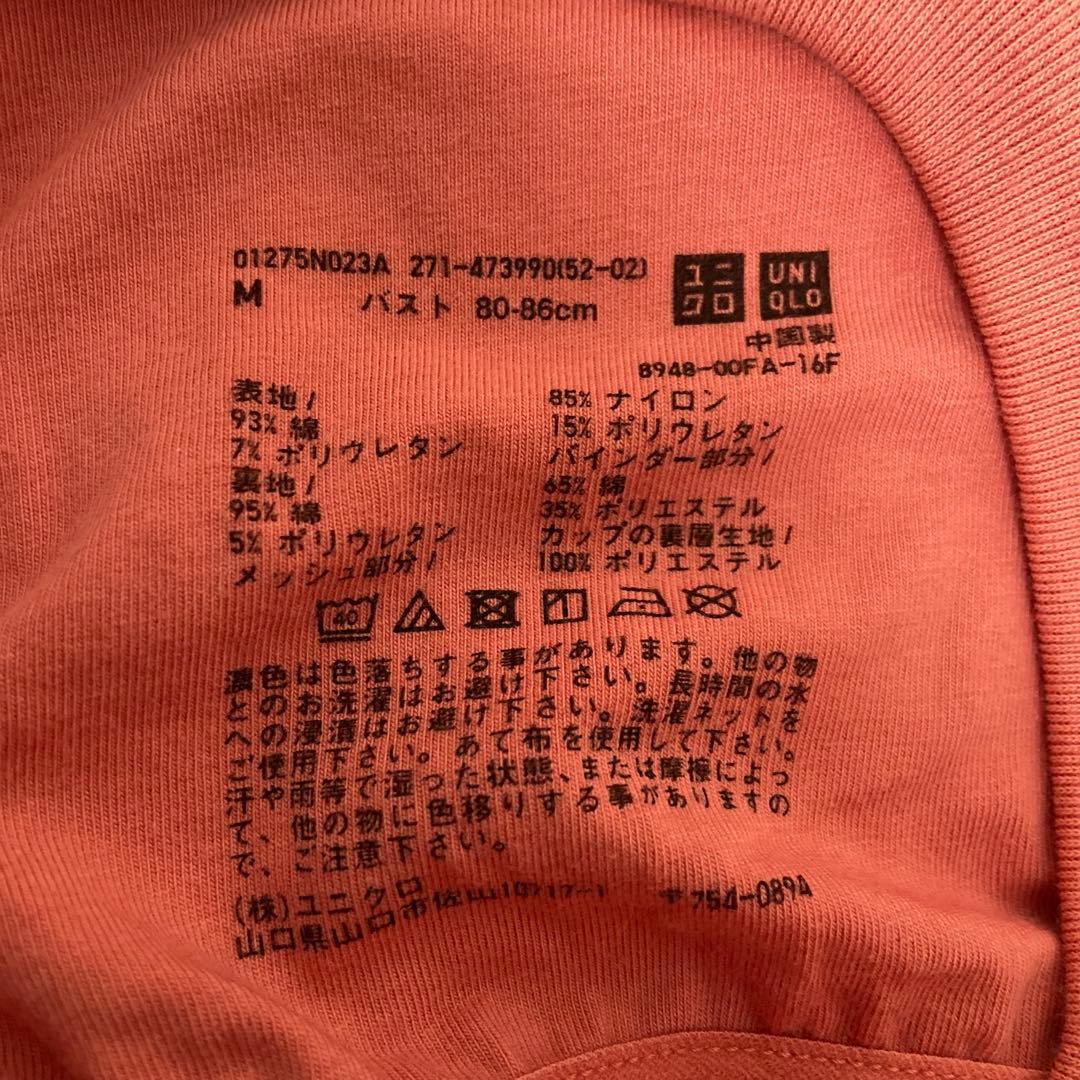 01275N023A 271-473990(52-02)
M バスト 80-86cm
ユニ
クロ
UNI
QLO
中国製
8948-00FA-16F
表地/
93% 綿
7% ポリウレタン
裏地/
95% 綿
5% ポリウレタン
メッシュ部分/
85% ナイロン
15% ポリウレタン
バインダー部分/
65% 綿
35% ポリエステル
カップの裏層生地/
100% ポリエステル
40
1
濃色は色落ちする事があります。他の物
とのお洗濯はお避け下さい。長時間の水
への浸漬はお避け下さい。洗濯ネットを
ご使用下さい。あて布を使用して下さい。
汗や雨等で湿った状態、または摩擦によっ
て、他の物に色移りする事がありますの
で、ご注意下さい。
(株)ユニクロ 〒754-0894
山口県山口市佐山10717-1